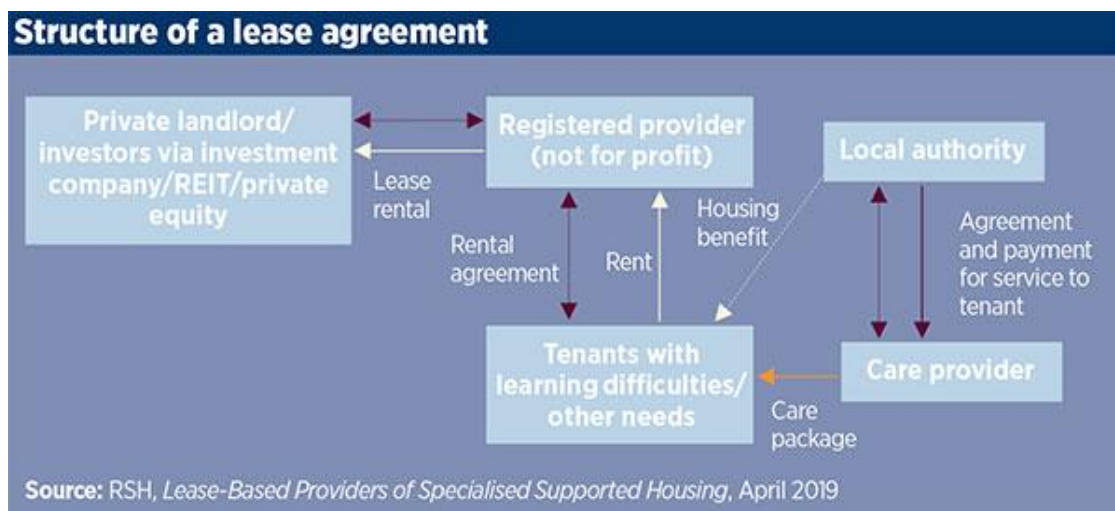 Structure of a lease agreement
Private landlord/
investors via investment
company/REIT/private
equity
Lease
rental
Registered provider
(not for profit)
Local authority
Rental
agreement
Rent
Housing
benefit
Agreement
and payment
for service to
tenant
Tenants with
learning difficulties/
other needs
Care provider
Care
package
Source: RSH, Lease-Based Providers of Specialised Supported Housing, April 2019